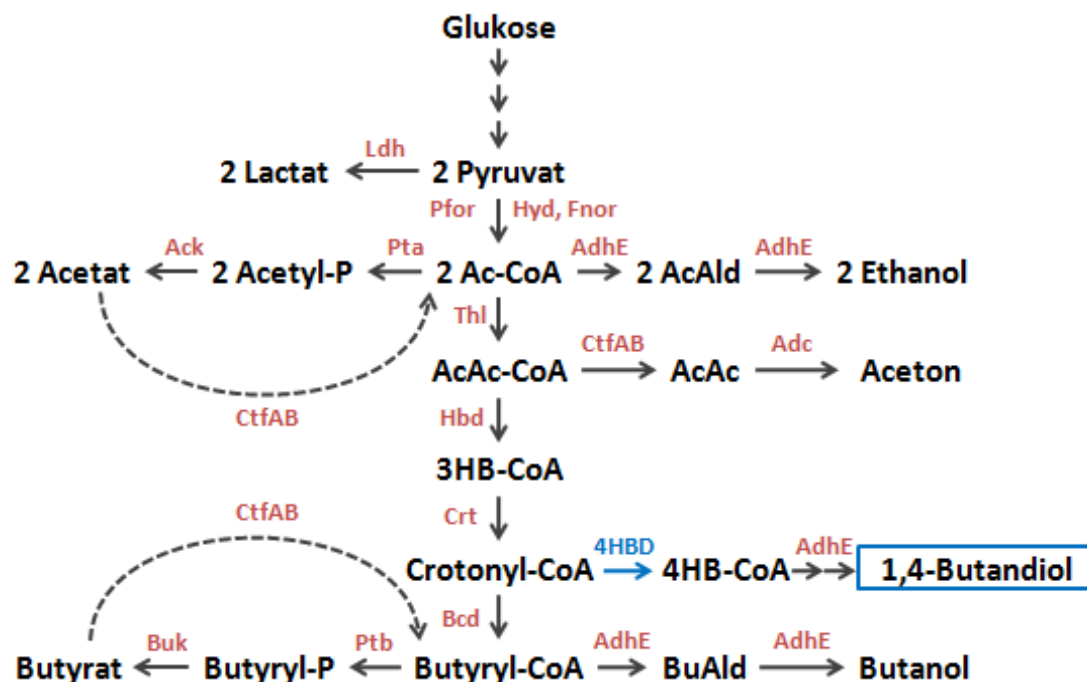 Glukose
Ldh
2 Lactat 2 Pyruvat
Pfor Hyd, Fnor
Ack Pta AdhE AdhE
2 Acetat 2 Acetyl-P 2 Ac-CoA 2 AcAld 2 Ethanol
Thl
CtfAB Adc
AcAc-CoA AcAc Aceton
CtfAB Hbd
3HB-CoA
CtfAB Crt
4HBD AdhE
Crotonyl-CoA 4HB-CoA 1,4-Butandiol
Bcd
Buk Ptb AdhE AdhE
Butyrat Butyryl-P Butyryl-CoA BuAld Butanol